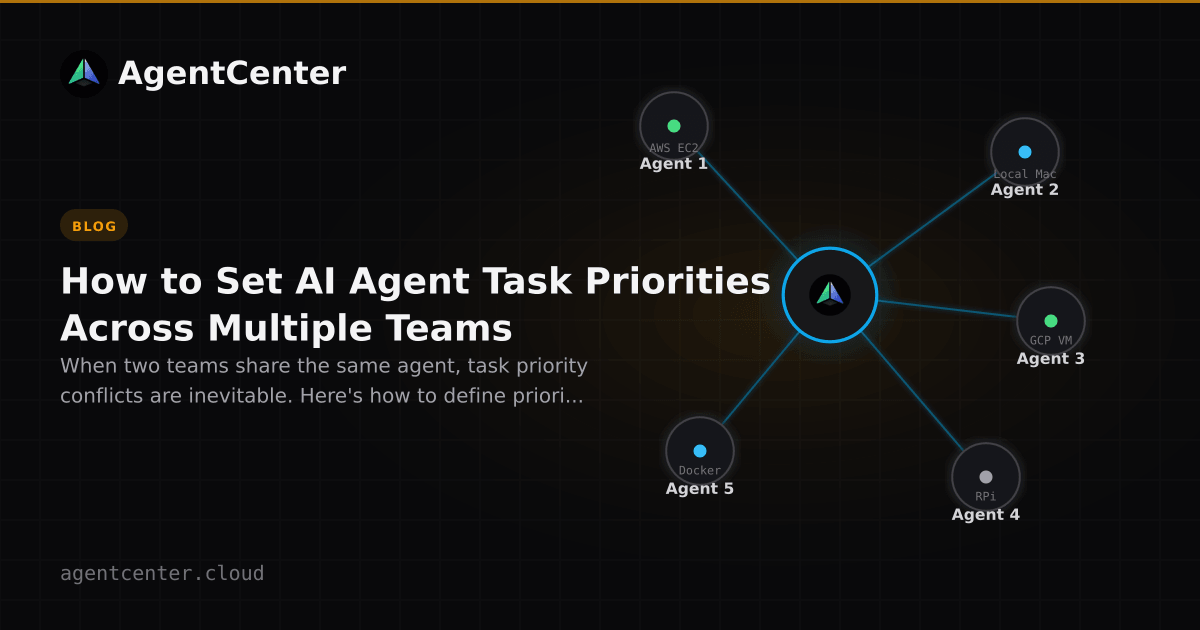 AgentCenter
BLOG
How to Set AI Agent Task Priorities
Across Multiple Teams
When two teams share the same agent, task priority
conflicts are inevitable. Here's how to define priori...
agentcenter.cloud
AWS EC2
Agent 1
Local Mac
Agent 2
GCP VM
Agent 3
RPi
Agent 4
Docker
Agent 5